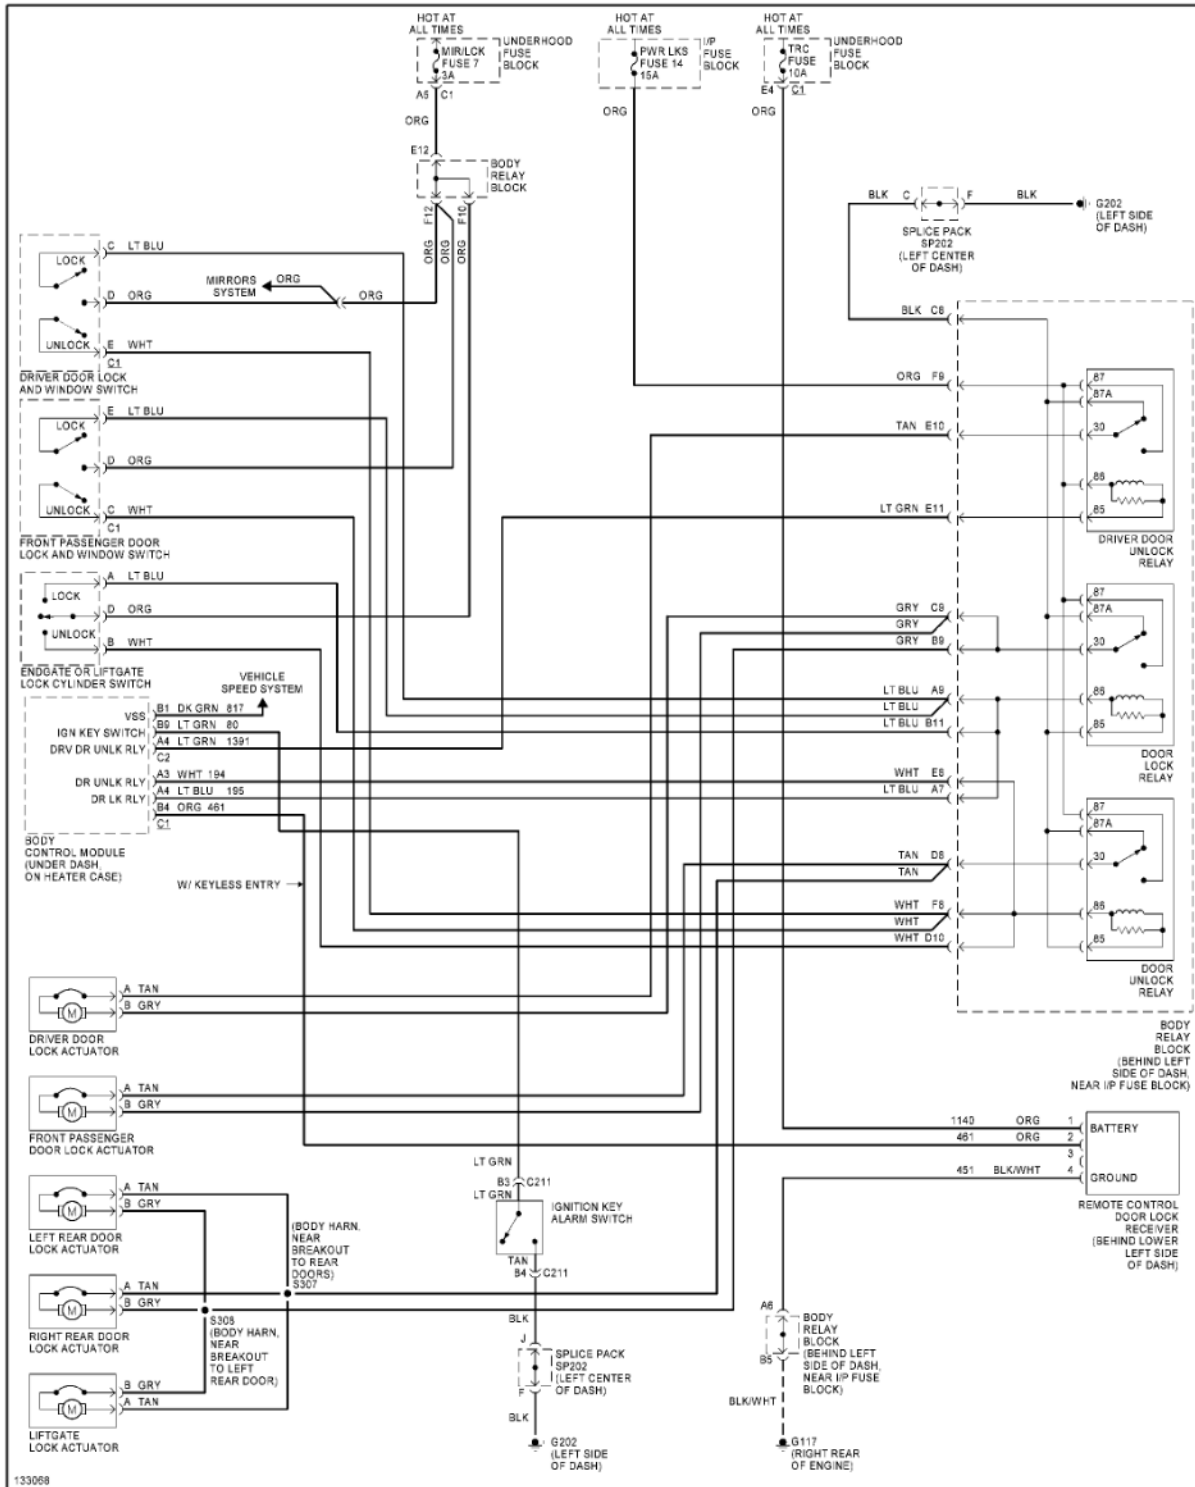 HOT AT
ALL TIMES
MIR/LCK
FUSE 7
3A
UNDERHOOD
FUSE
BLOCK
A5 C1
ORG
E12
BODY
RELAY
BLOCK
F12
F10
ORG
ORG
ORG
HOT AT
ALL TIMES
PWR LKS
FUSE 14
15A
I/P
FUSE
BLOCK
ORG
HOT AT
ALL TIMES
TRC
FUSE
10A
UNDERHOOD
FUSE
BLOCK
E4 C1
ORG
BLK C F BLK
G202
(LEFT SIDE
OF DASH)
SPLICE PACK
SP202
(LEFT CENTER
OF DASH)
LOCK
UNLOCK
C LT BLU
D ORG
E WHT
C1
DRIVER DOOR LOCK
AND WINDOW SWITCH
MIRRORS
SYSTEM
ORG
ORG
LOCK
UNLOCK
E LT BLU
D ORG
C WHT
C1
FRONT PASSENGER DOOR
LOCK AND WINDOW SWITCH
LOCK
UNLOCK
A LT BLU
D ORG
B WHT
ENDGATE OR LIFTGATE
LOCK CYLINDER SWITCH
VEHICLE
SPEED SYSTEM
VSS B1 DK GRN 817
IGN KEY SWITCH B9 LT GRN 80
DRV DR UNLK RLY A4 LT GRN 1391
C2
DR UNLK RLY A3 WHT 194
DR LK RLY A4 LT BLU 195
B4 ORG 461
C1
BODY
CONTROL MODULE
(UNDER DASH,
ON HEATER CASE)
W/ KEYLESS ENTRY
BLK C8
ORG F9
TAN E10
LT GRN E11
GRY C9
GRY
GRY B9
LT BLU A9
LT BLU
LT BLU B11
WHT E8
LT BLU A7
TAN D8
TAN
WHT F8
WHT
WHT D10
87
87A
30
86
85
DRIVER DOOR
UNLOCK
RELAY
87
87A
30
86
85
DOOR
LOCK
RELAY
87
87A
30
86
85
DOOR
UNLOCK
RELAY
BODY
RELAY
BLOCK
(BEHIND LEFT
SIDE OF DASH,
NEAR I/P FUSE BLOCK)
A TAN
B GRY
M
DRIVER DOOR
LOCK ACTUATOR
A TAN
B GRY
M
FRONT PASSENGER
DOOR LOCK ACTUATOR
A TAN
B GRY
M
LEFT REAR DOOR
LOCK ACTUATOR
A TAN
B GRY
M
RIGHT REAR DOOR
LOCK ACTUATOR
B GRY
A TAN
M
LIFTGATE
LOCK ACTUATOR
(BODY HARN,
NEAR
BREAKOUT
TO REAR
DOORS)
S307
S308
(BODY HARN,
NEAR
BREAKOUT
TO LEFT
REAR DOOR)
LT GRN
B3 C211
LT GRN
IGNITION KEY
ALARM SWITCH
TAN
B4 C211
BLK
J
SPLICE PACK
SP202
(LEFT CENTER
OF DASH)
F
BLK
G202
(LEFT SIDE
OF DASH)
1140 ORG 1 BATTERY
461 ORG 2
3
451 BLK/WHT 4 GROUND
REMOTE CONTROL
DOOR LOCK
RECEIVER
(BEHIND LOWER
LEFT SIDE
OF DASH)
A6
BODY
RELAY
BLOCK
(BEHIND LEFT
SIDE OF DASH,
NEAR I/P FUSE
BLOCK)
B5
BLK/WHT
G117
(RIGHT REAR
OF ENGINE)
133068